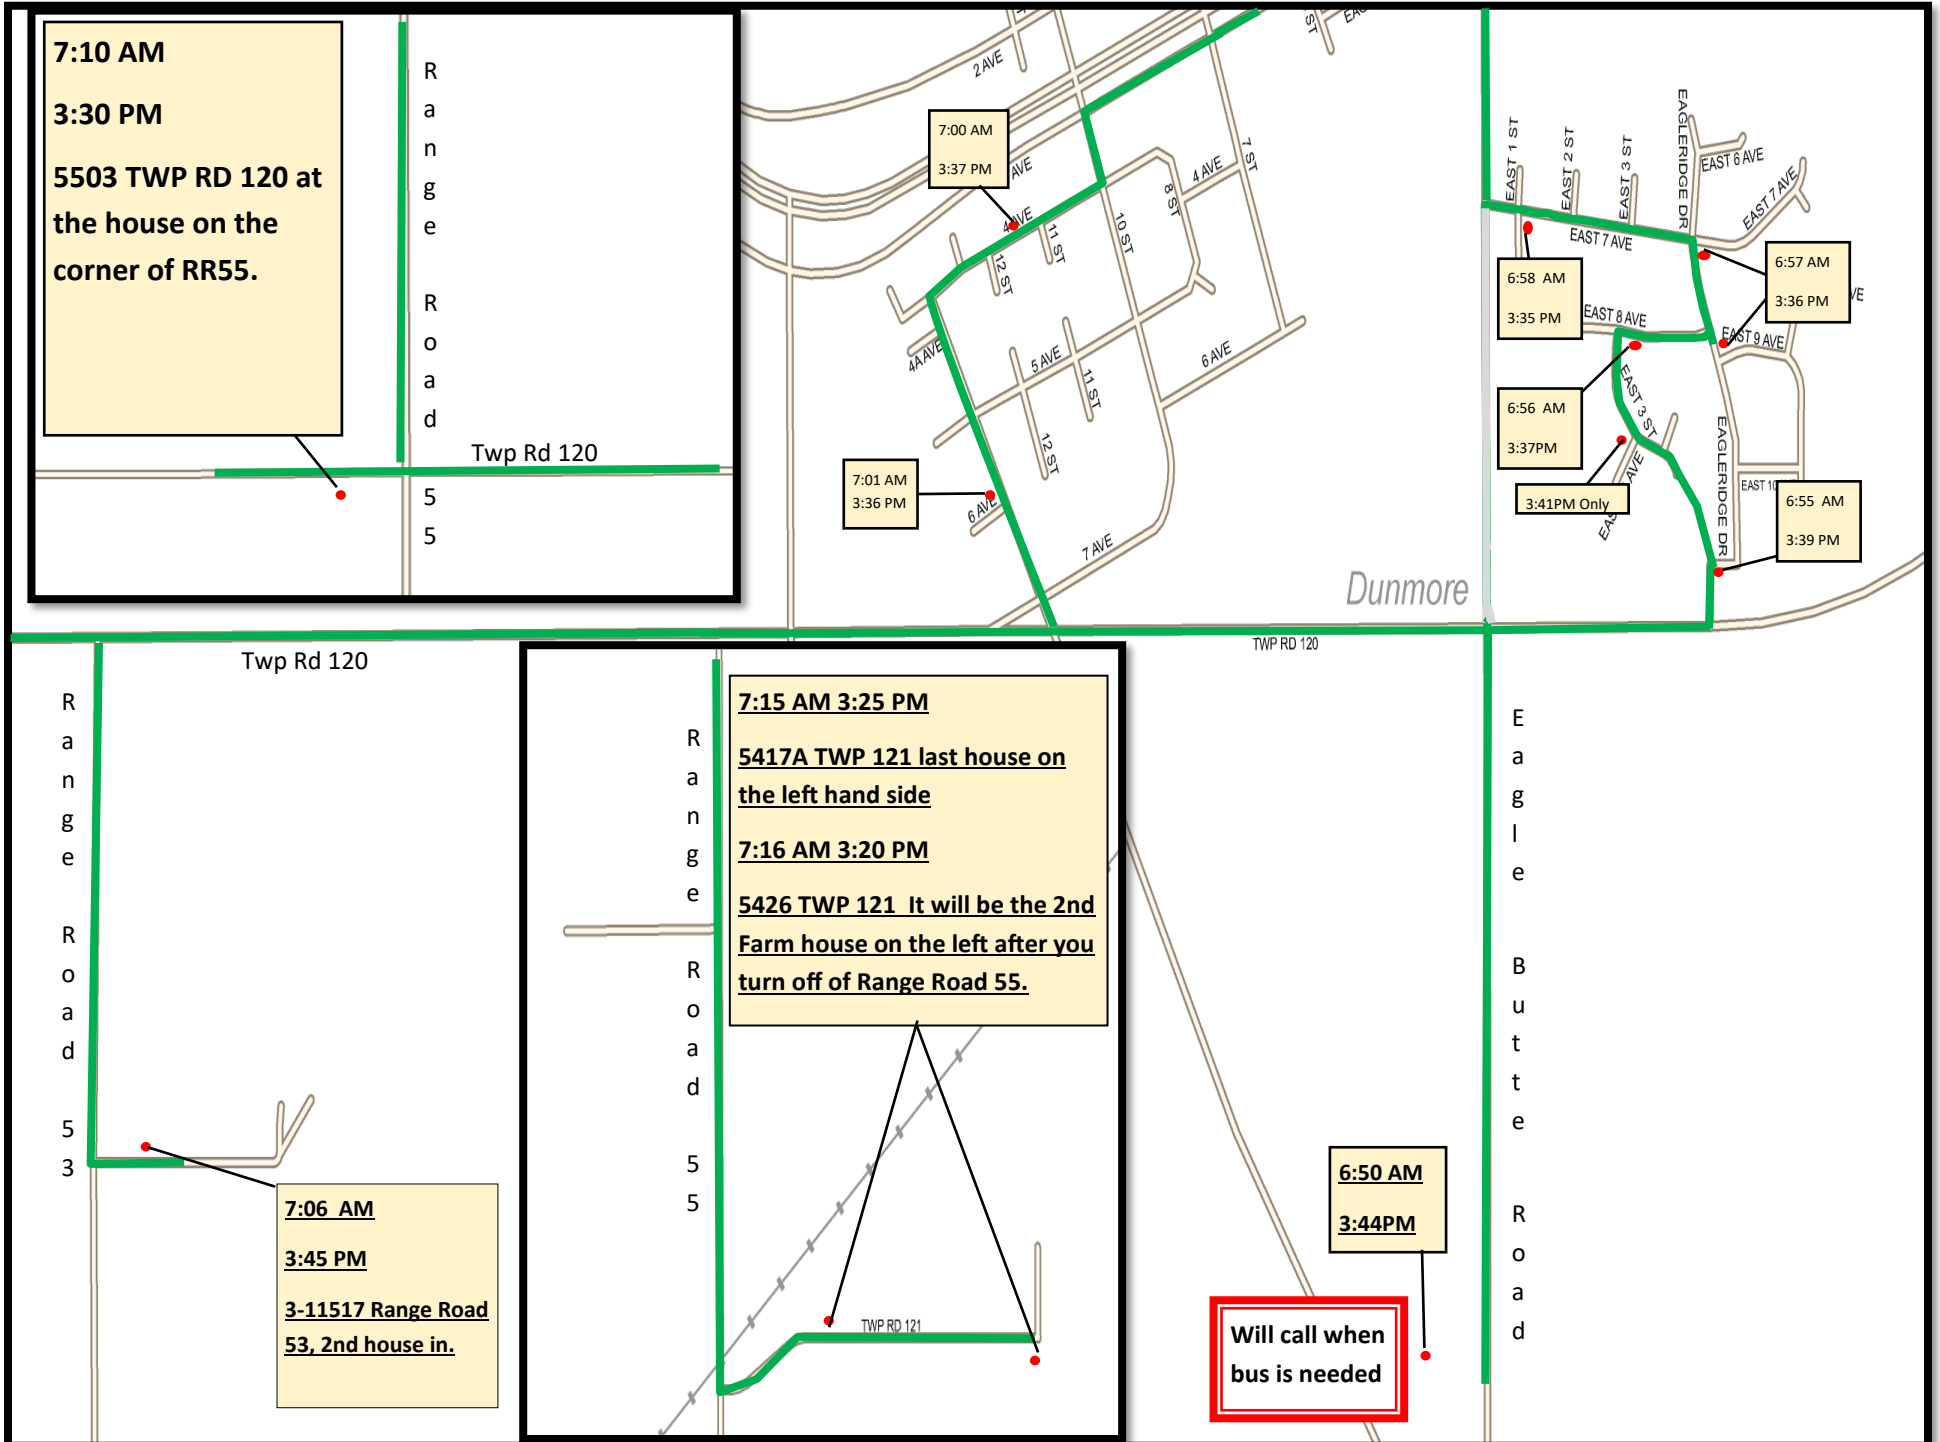 7:10 AM
3:30 PM
5503 TWP RD 120 at
the house on the
corner of RR55.
Range Road 55
Twp Rd 120
2 AVE
7:00 AM
3:37 PM
AVE
4 AVE
11 ST
12 ST
10 ST
8 ST
4 AVE
7 ST
4A AVE
5 AVE
11 ST
12 ST
6 AVE
7:01 AM
3:36 PM
6 AVE
7 AVE
ST
EAST 1 ST
EAST 2 ST
EAST 3 ST
EAGLERIDGE DR
EAST 6 AVE
EAST 7 AVE
EAST 7 AVE
6:58 AM
3:35 PM
6:57 AM
3:36 PM
VE
EAST 8 AVE
EAST 9 AVE
6:56 AM
3:37PM
EAST 3 ST
3:41PM Only
AVE
EAGLERIDGE DR
EAST 10
6:55 AM
3:39 PM
Dunmore
TWP RD 120
Twp Rd 120
Range Road 53
7:06 AM
3:45 PM
3-11517 Range Road
53, 2nd house in.
Range Road 55
7:15 AM 3:25 PM
5417A TWP 121 last house on
the left hand side
7:16 AM 3:20 PM
5426 TWP 121 It will be the 2nd
Farm house on the left after you
turn off of Range Road 55.
TWP RD 121
Eagle Butte Road
6:50 AM
3:44PM
Will call when
bus is needed